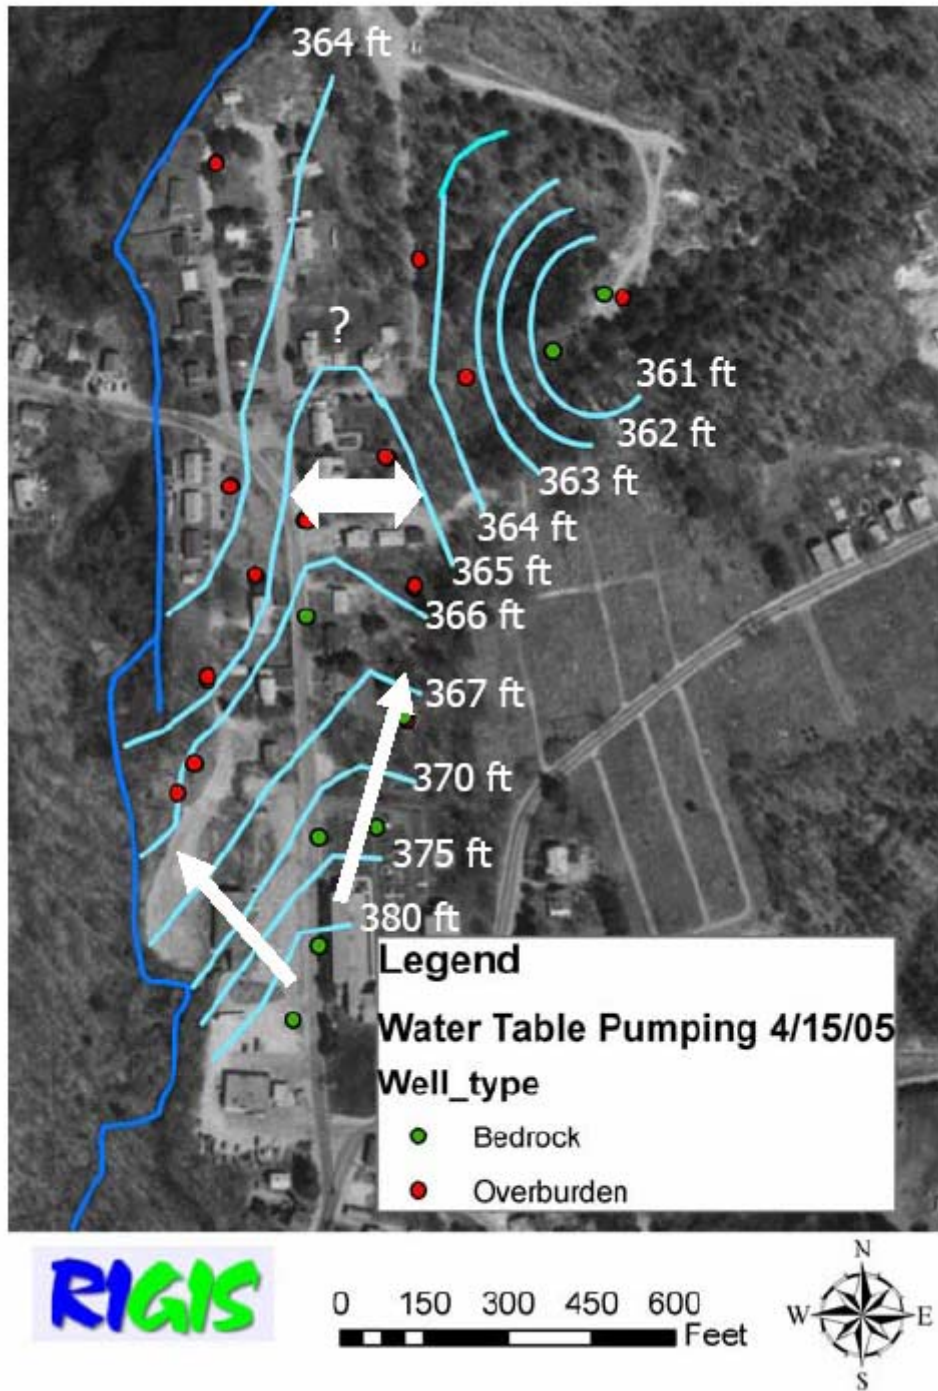 364 ft
?
361 ft
362 ft
363 ft
364 ft
365 ft
366 ft
367 ft
370 ft
375 ft
380 ft
Legend
Water Table Pumping 4/15/05
Well_type
Bedrock
Overburden
RIGIS
0 150 300 450 600
Feet
N
W E
S